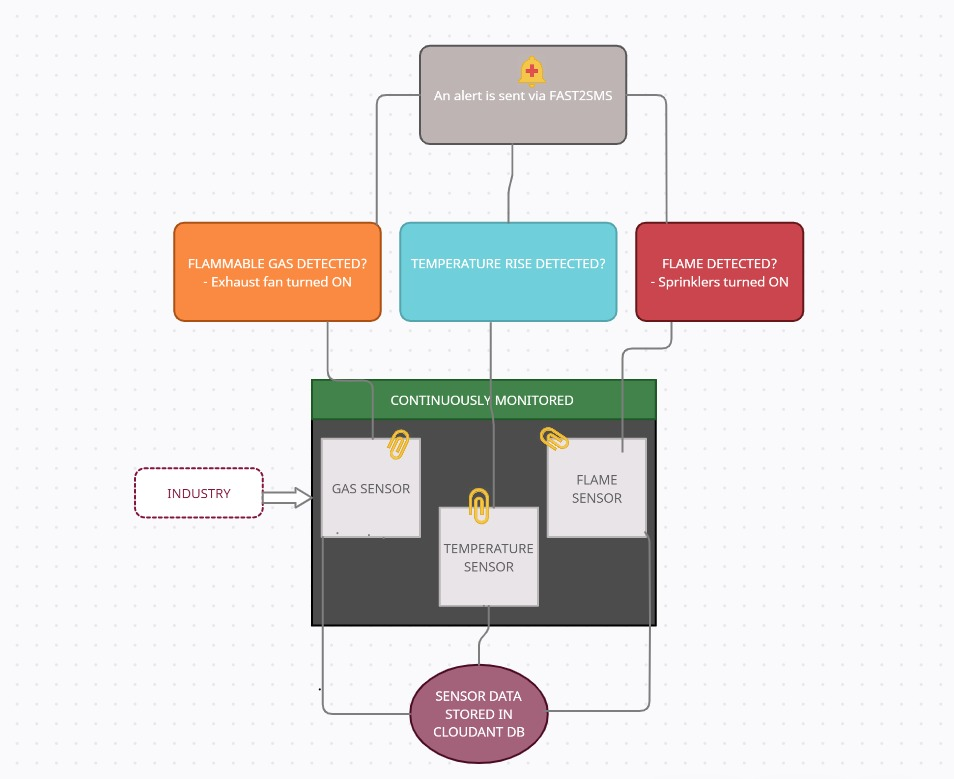 An alert is sent via FAST2SMS
FLAMMABLE GAS DETECTED?
- Exhaust fan turned ON
TEMPERATURE RISE DETECTED?
FLAME DETECTED?
- Sprinklers turned ON
CONTINUOUSLY MONITORED
INDUSTRY
GAS SENSOR
TEMPERATURE
SENSOR
FLAME
SENSOR
SENSOR DATA
STORED IN
CLOUDANT DB